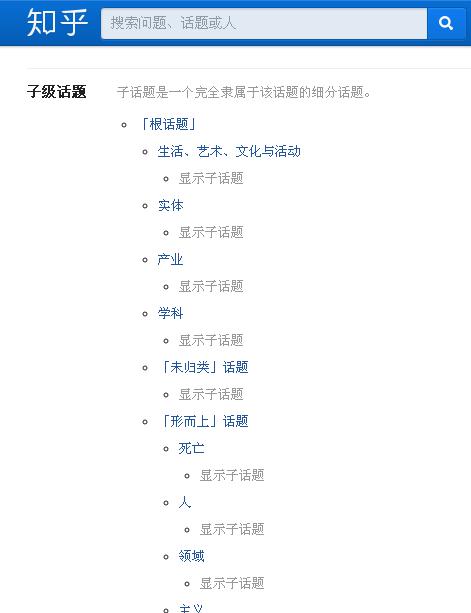 知乎 搜索问题、话题或人
子级话题 子话题是一个完全隶属于该话题的细分话题。
「根话题」
生活、艺术、文化与活动
显示子话题
实体
显示子话题
产业
显示子话题
学科
显示子话题
「未归类」话题
显示子话题
「形而上」话题
死亡
显示子话题
人
显示子话题
领域
显示子话题
主义